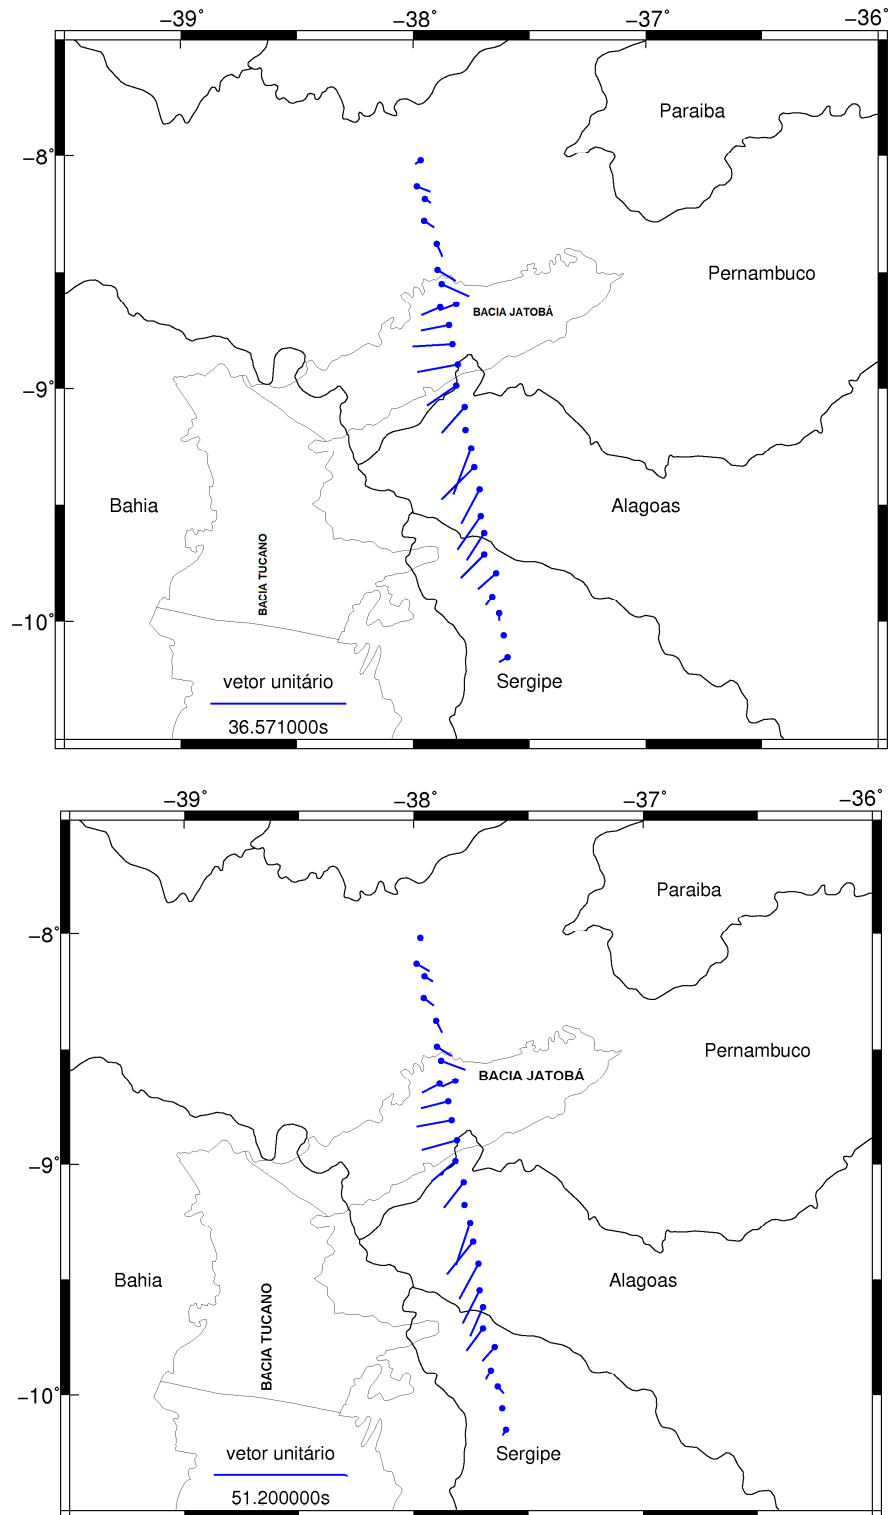 −39˚ −38˚ −37˚ −36˚
Paraiba
−8˚
Pernambuco
BACIA JATOBÁ
−9˚
Bahia
Alagoas
BACIA TUCANO
−10˚
vetor unitário
Sergipe
36.571000s
−39˚ −38˚ −37˚ −36˚
Paraiba
−8˚
Pernambuco
BACIA JATOBÁ
−9˚
Bahia
Alagoas
BACIA TUCANO
−10˚
vetor unitário
Sergipe
51.200000s